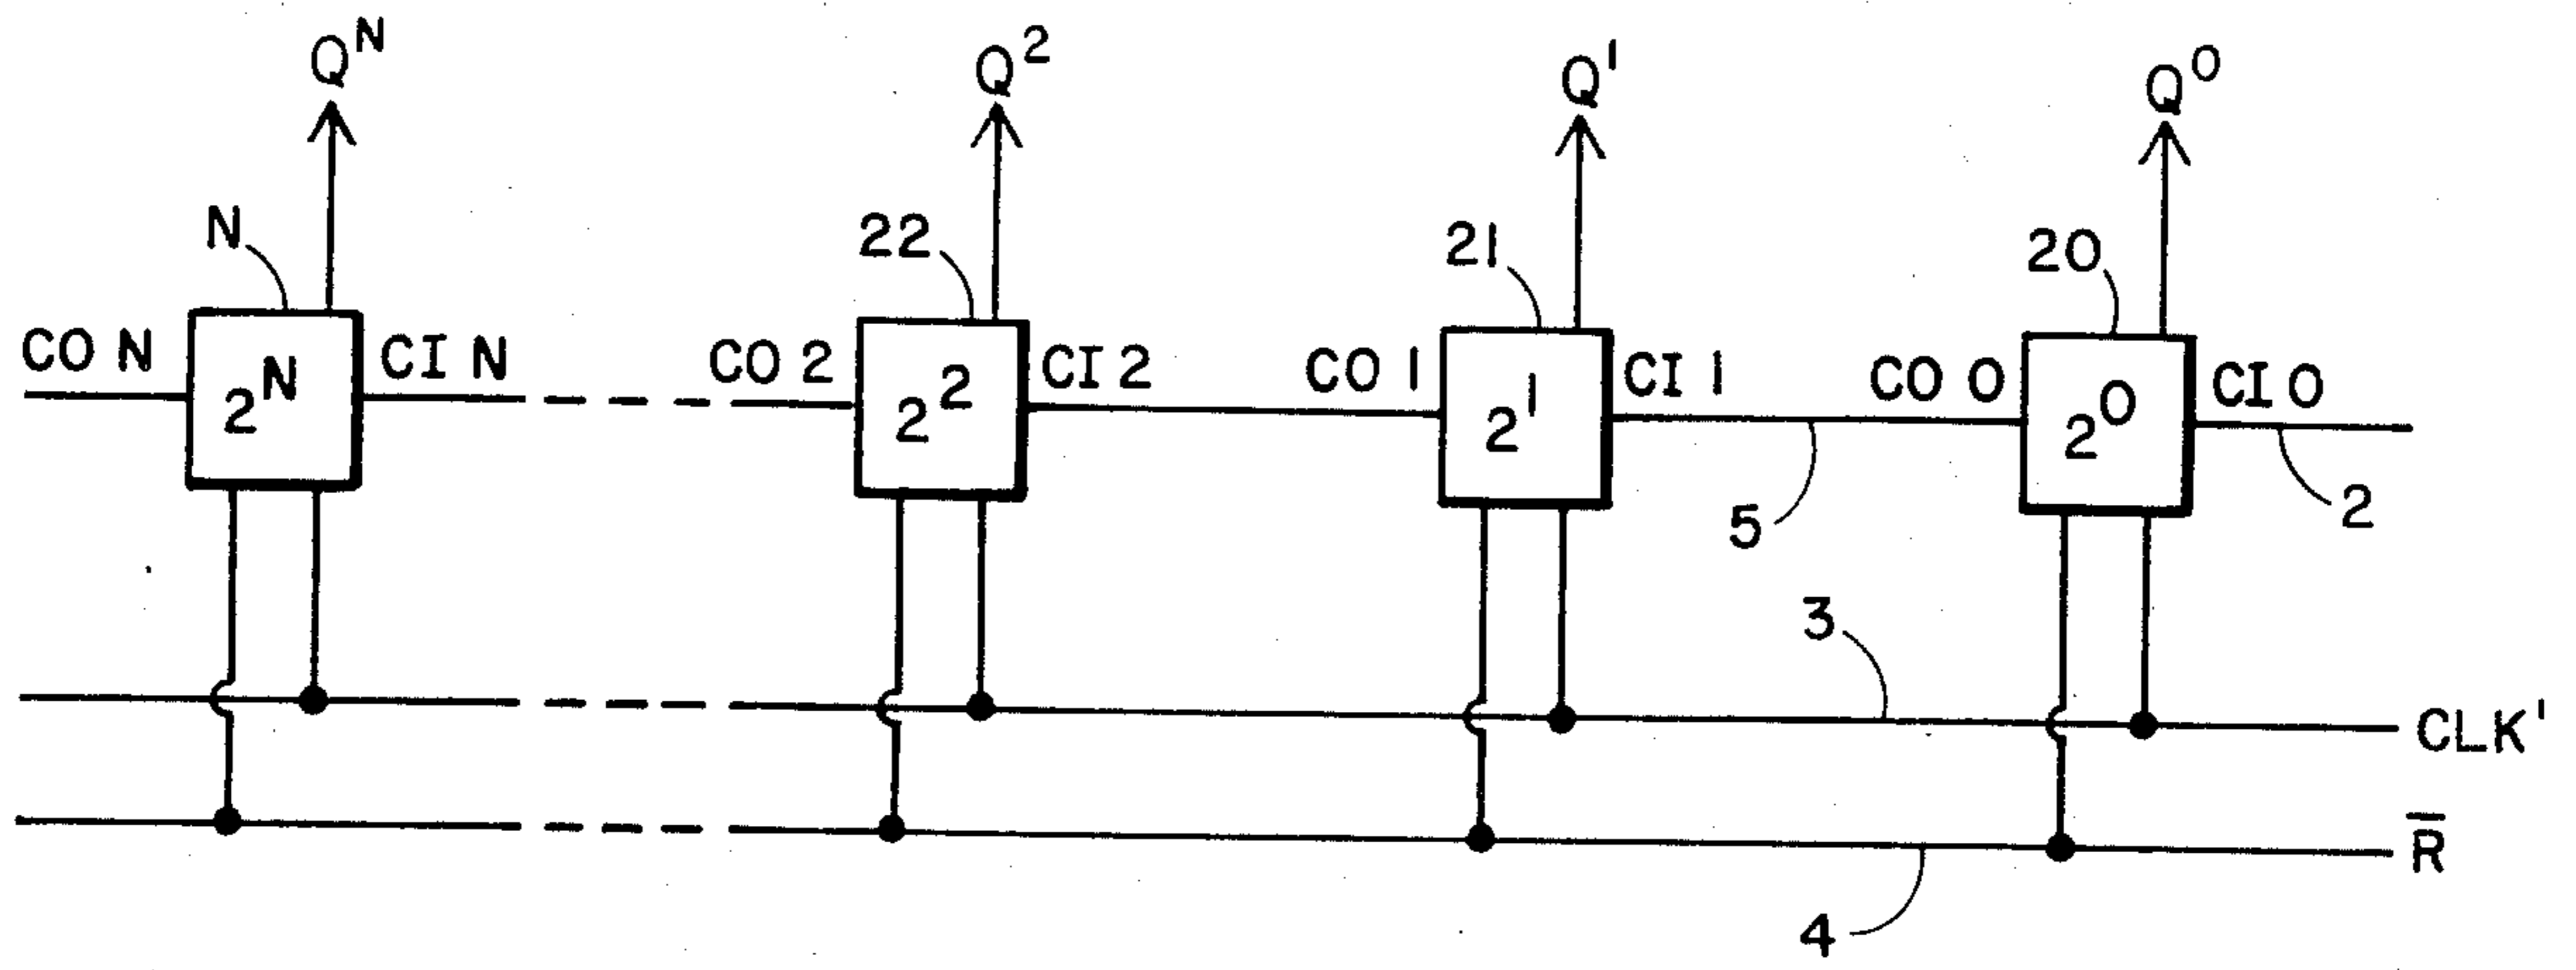 Q^N Q^2 Q^1 Q^0
N 22 21 20
CO N 2^N CI N CO 2 2^2 CI 2 CO 1 2^1 CI 1 CO 0 2^0 CI 0
5 2
3
CLK'
R̅
4